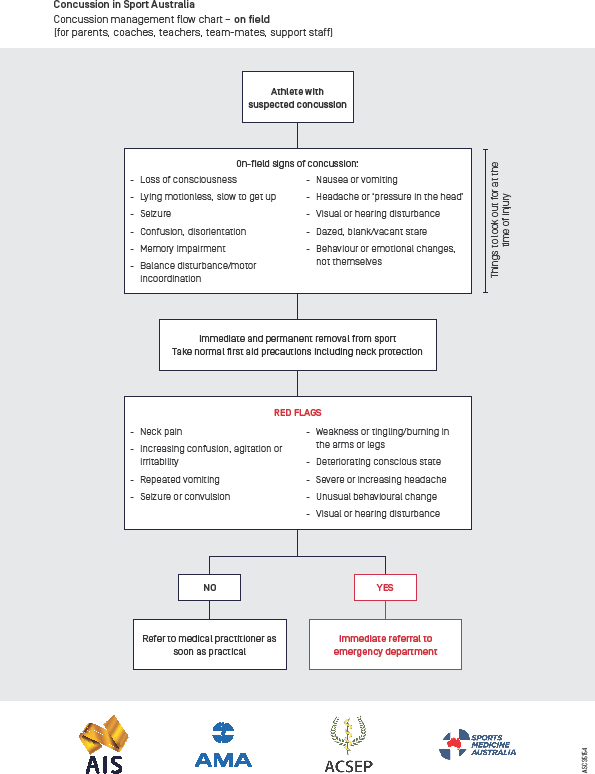 Concussion in Sport Australia
Concussion management flow chart – on field
(for parents, coaches, teachers, team-mates, support staff)
Athlete with
suspected concussion
On-field signs of concussion:
- Loss of consciousness
- Lying motionless, slow to get up
- Seizure
- Confusion, disorientation
- Memory impairment
- Balance disturbance/motor
incoordination
- Nausea or vomiting
- Headache or ‘pressure in the head’
- Visual or hearing disturbance
- Dazed, blank/vacant stare
- Behaviour or emotional changes,
not themselves
Things to look out for at the
time of injury
Immediate and permanent removal from sport
Take normal first aid precautions including neck protection
RED FLAGS
- Neck pain
- Increasing confusion, agitation or
irritability
- Repeated vomiting
- Seizure or convulsion
- Weakness or tingling/burning in
the arms or legs
- Deteriorating conscious state
- Severe or increasing headache
- Unusual behavioural change
- Visual or hearing disturbance
NO
YES
Refer to medical practitioner as
soon as practical
Immediate referral to
emergency department
AIS
AMA
ACSEP
SPORTS
MEDICINE
AUSTRALIA